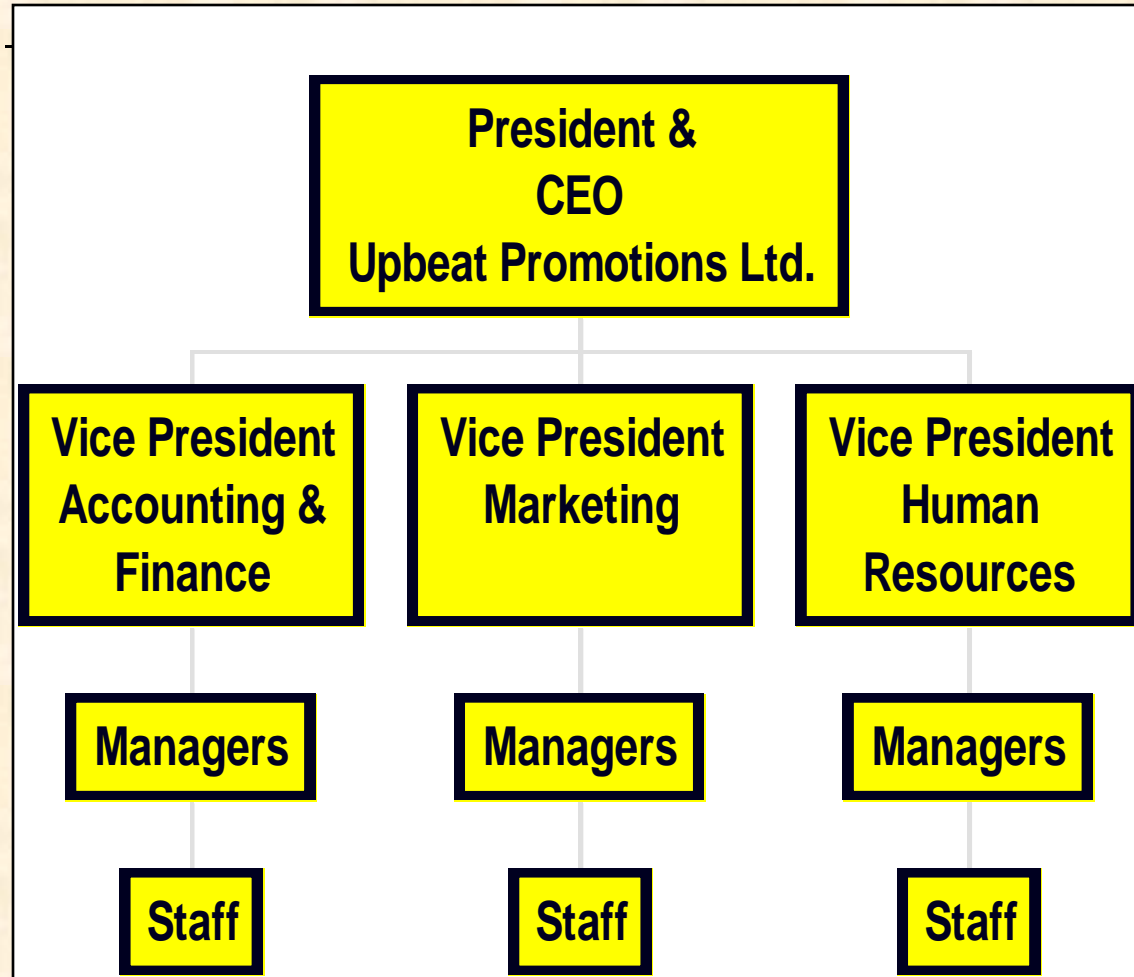 President &
CEO
Upbeat Promotions Ltd.
Vice President
Accounting &
Finance
Vice President
Marketing
Vice President
Human
Resources
Managers
Managers
Managers
Staff
Staff
Staff